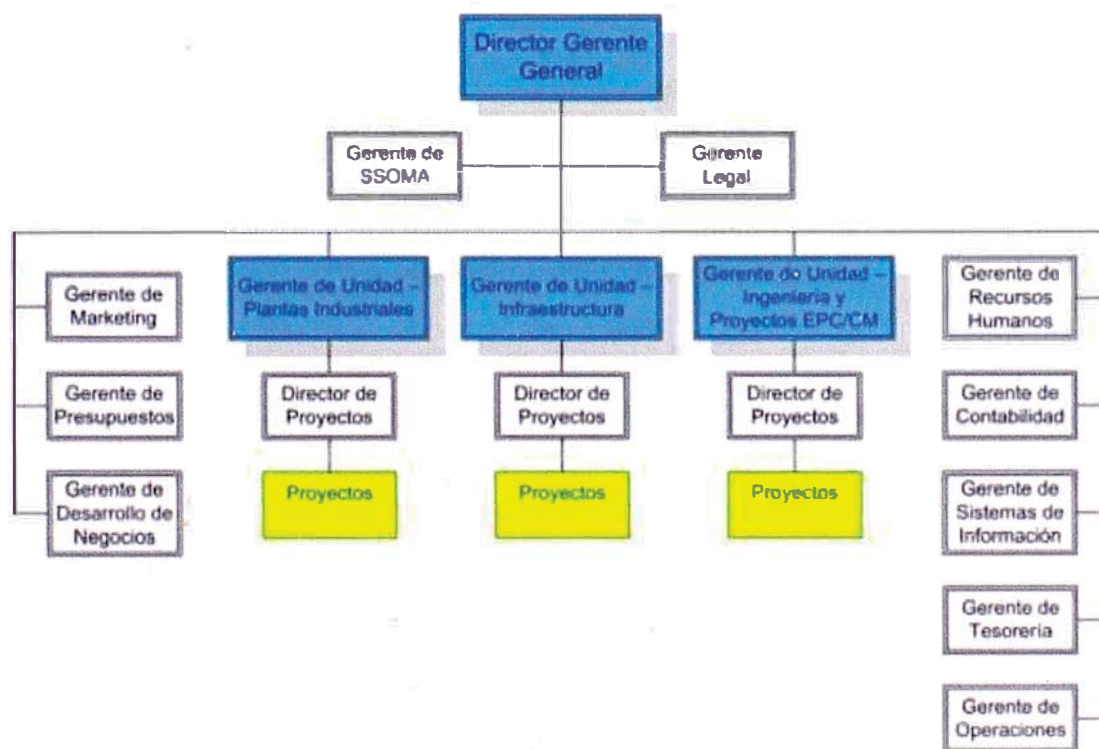 Director Gerente
General
Gerente de
SSOMA
Gerente
Legal
Gerente de
Marketing
Gerente de
Presupuestos
Gerente de
Desarrollo de
Negocios
Gerente de Unidad –
Plantas Industriales
Director de
Proyectos
Proyectos
Gerente de Unidad –
Infraestructura
Director de
Proyectos
Proyectos
Gerente de Unidad –
Ingeniería y
Proyectos EPC/CM
Director de
Proyectos
Proyectos
Gerente de
Recursos
Humanos
Gerente de
Contabilidad
Gerente de
Sistemas de
Información
Gerente de
Tesorería
Gerente de
Operaciones